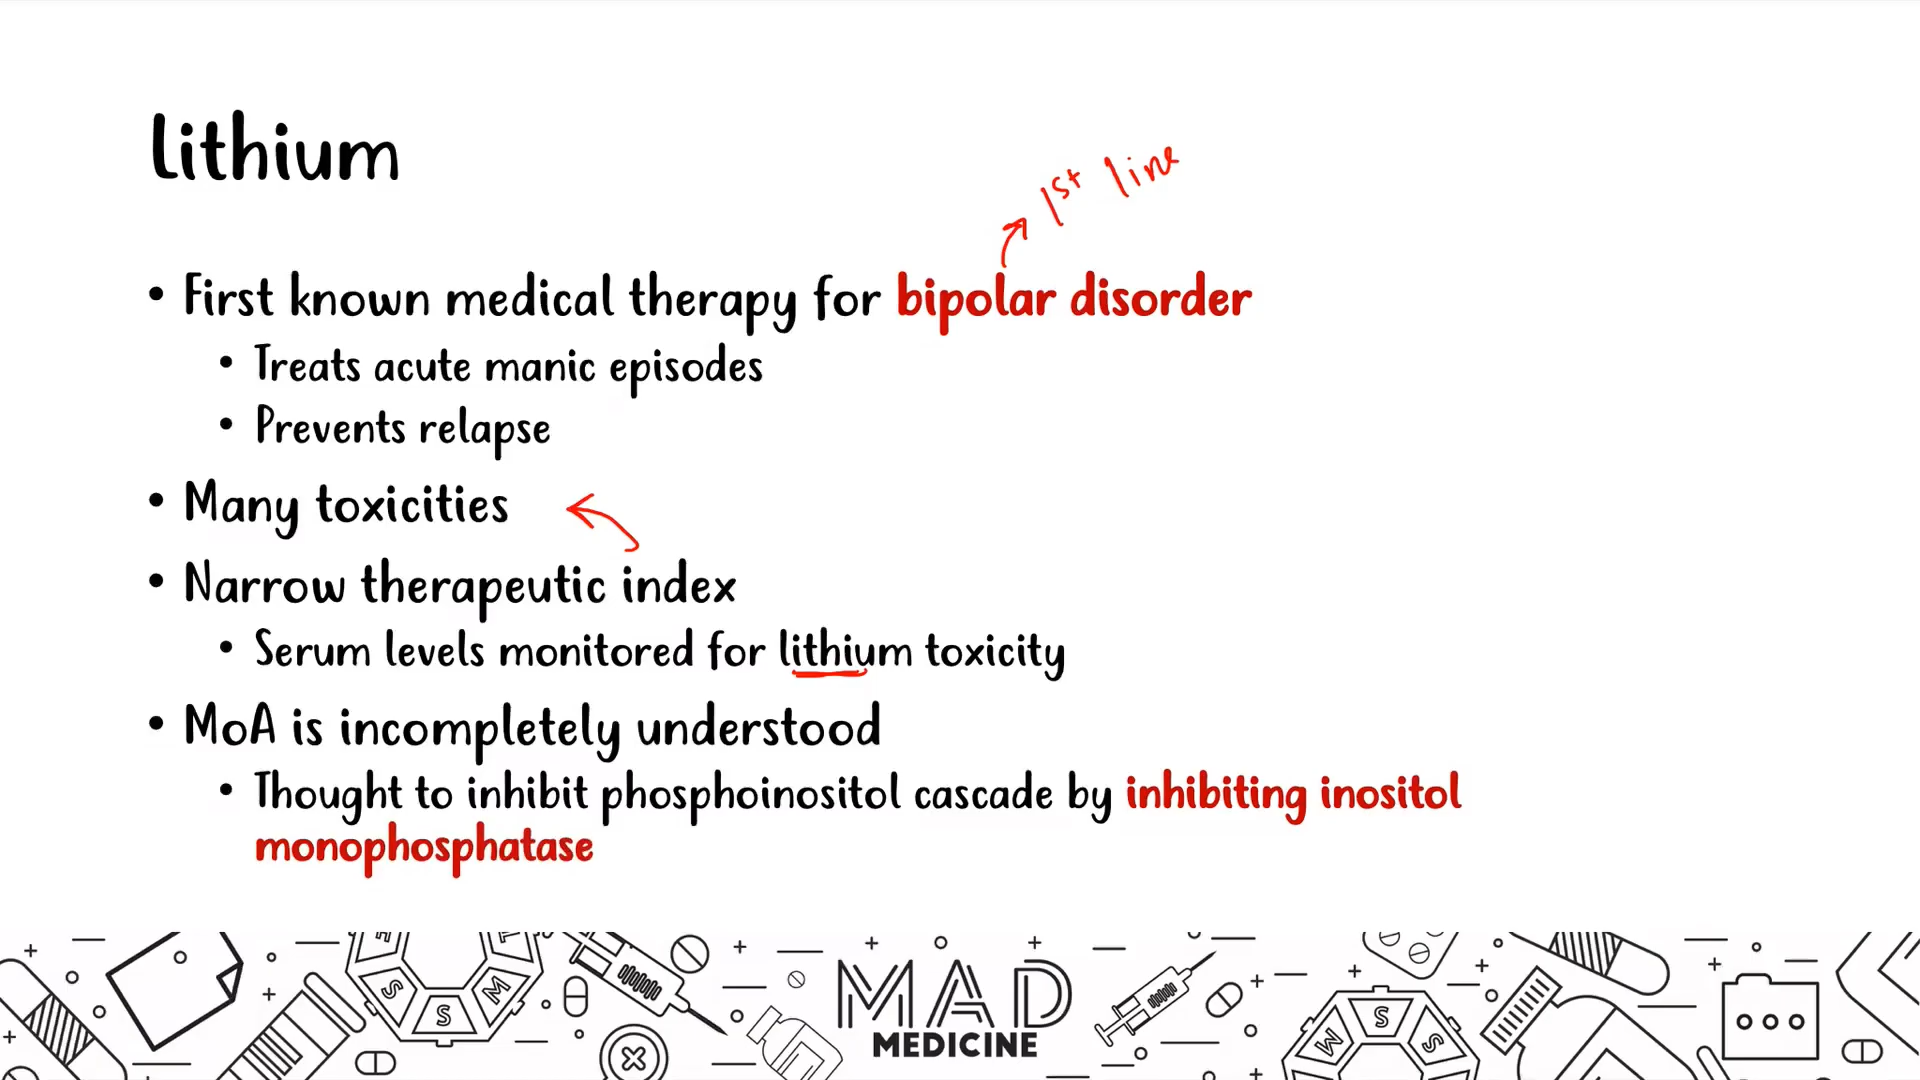 Lithium
1st line
• First known medical therapy for bipolar disorder
• Treats acute manic episodes
• Prevents relapse
• Many toxicities
• Narrow therapeutic index
• Serum levels monitored for lithium toxicity
• MoA is incompletely understood
• Thought to inhibit phosphoinositol cascade by inhibiting inositol
monophosphatase
S S M
MAD
MEDICINE
M S S